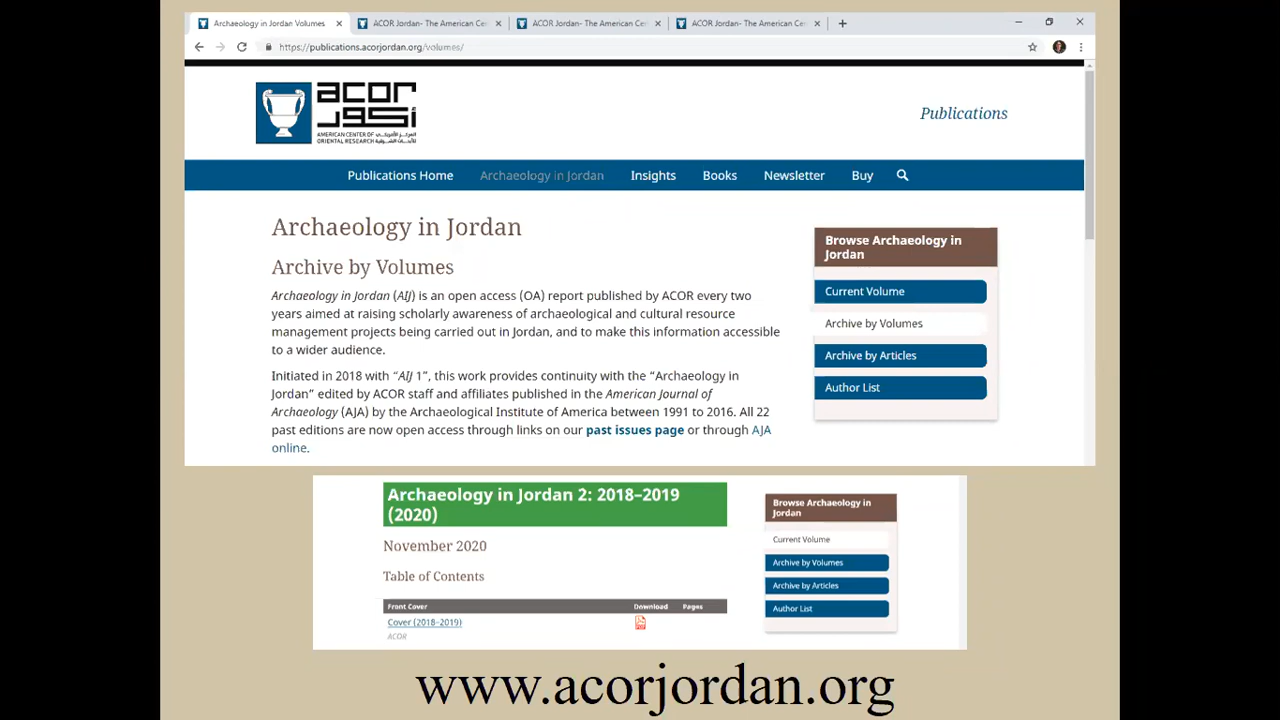 Archaeology in Jordan Volumes
ACOR Jordan- The American Cer
ACOR Jordan- The American Cer
ACOR Jordan- The American Cer
https://publications.acorjordan.org/volumes/
acor
أكور
AMERICAN CENTER OF المركز الأمريكي
ORIENTAL RESEARCH للأبحاث الشرقية
Publications
Publications Home Archaeology in Jordan Insights Books Newsletter Buy
Archaeology in Jordan
Archive by Volumes
Archaeology in Jordan (AIJ) is an open access (OA) report published by ACOR every two
years aimed at raising scholarly awareness of archaeological and cultural resource
management projects being carried out in Jordan, and to make this information accessible
to a wider audience.
Initiated in 2018 with “AIJ 1”, this work provides continuity with the “Archaeology in
Jordan” edited by ACOR staff and affiliates published in the American Journal of
Archaeology (AJA) by the Archaeological Institute of America between 1991 to 2016. All 22
past editions are now open access through links on our past issues page or through AJA
online.
Browse Archaeology in
Jordan
Current Volume
Archive by Volumes
Archive by Articles
Author List
Archaeology in Jordan 2: 2018–2019
(2020)
November 2020
Table of Contents
Front Cover Download Pages
Cover (2018–2019)
ACOR
Browse Archaeology in
Jordan
Current Volume
Archive by Volumes
Archive by Articles
Author List
www.acorjordan.org